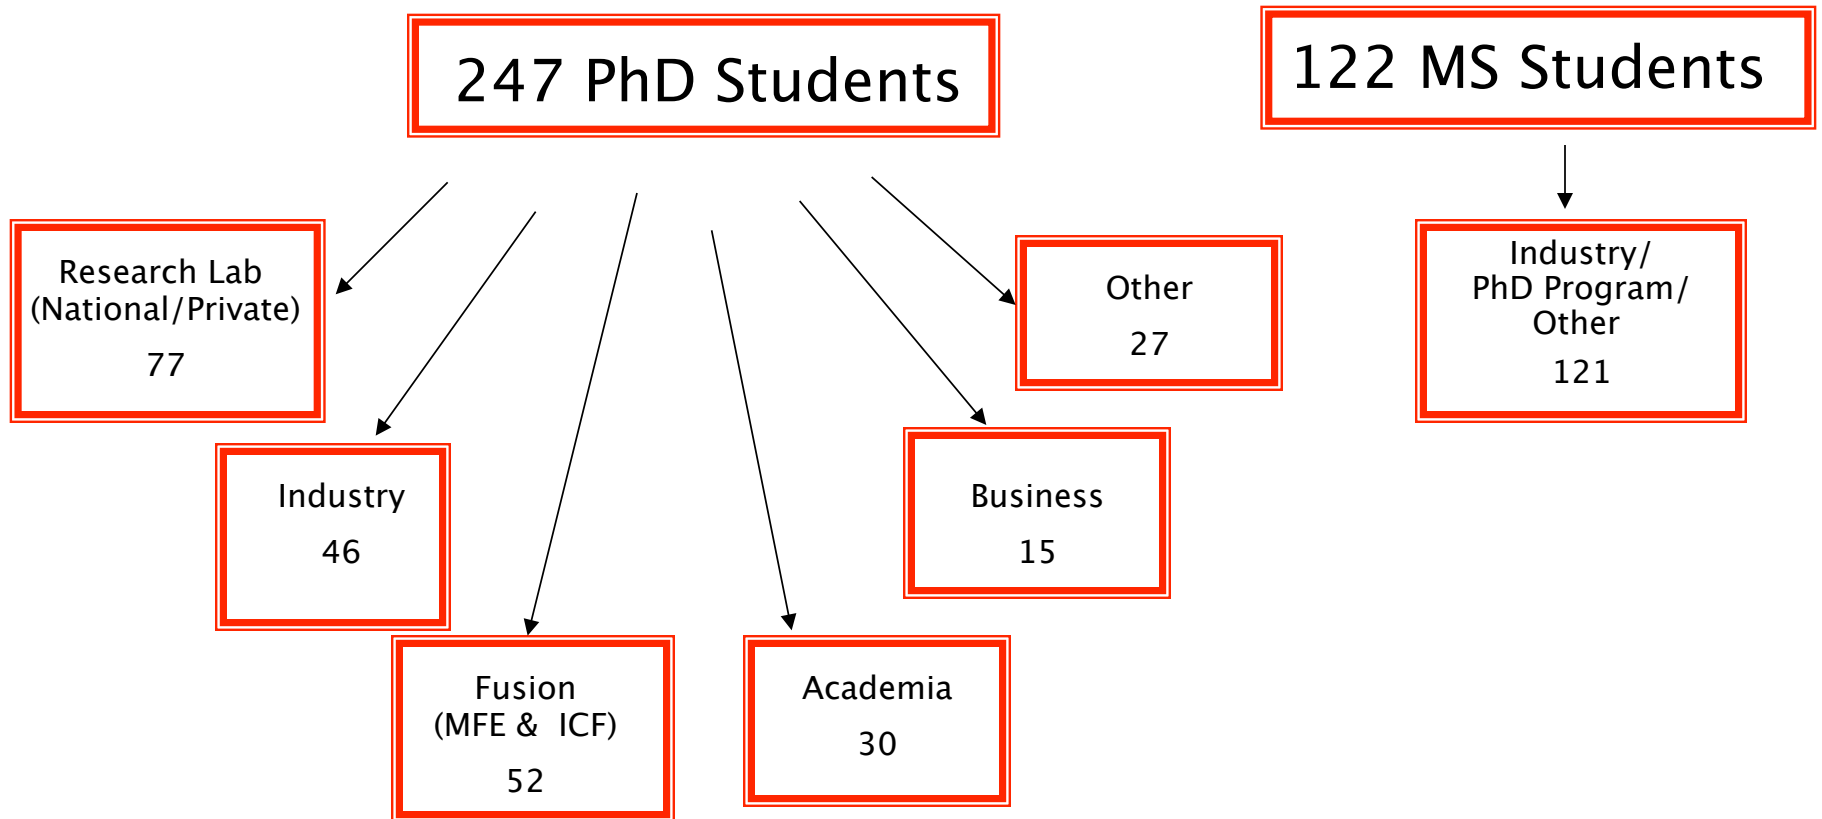 247 PhD Students
122 MS Students
Research Lab
(National/Private)
77
Industry
46
Fusion
(MFE & ICF)
52
Academia
30
Business
15
Other
27
Industry/
PhD Program/
Other
121